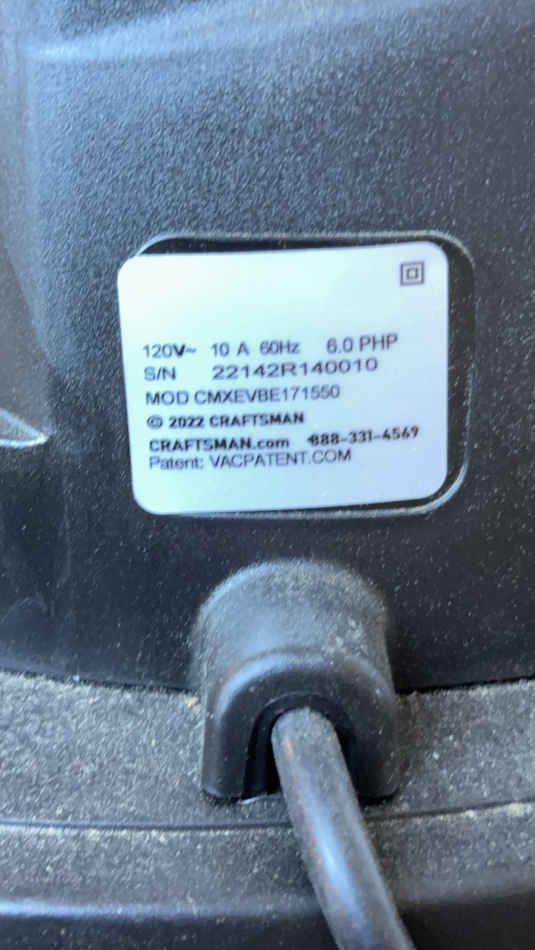 120V~ 10 A 60Hz 6.0 PHP
S/N 22142R140010
MOD CMXEVBE171550
© 2022 CRAFTSMAN
CRAFTSMAN.com 888-331-4569
Patent: VACPATENT.COM